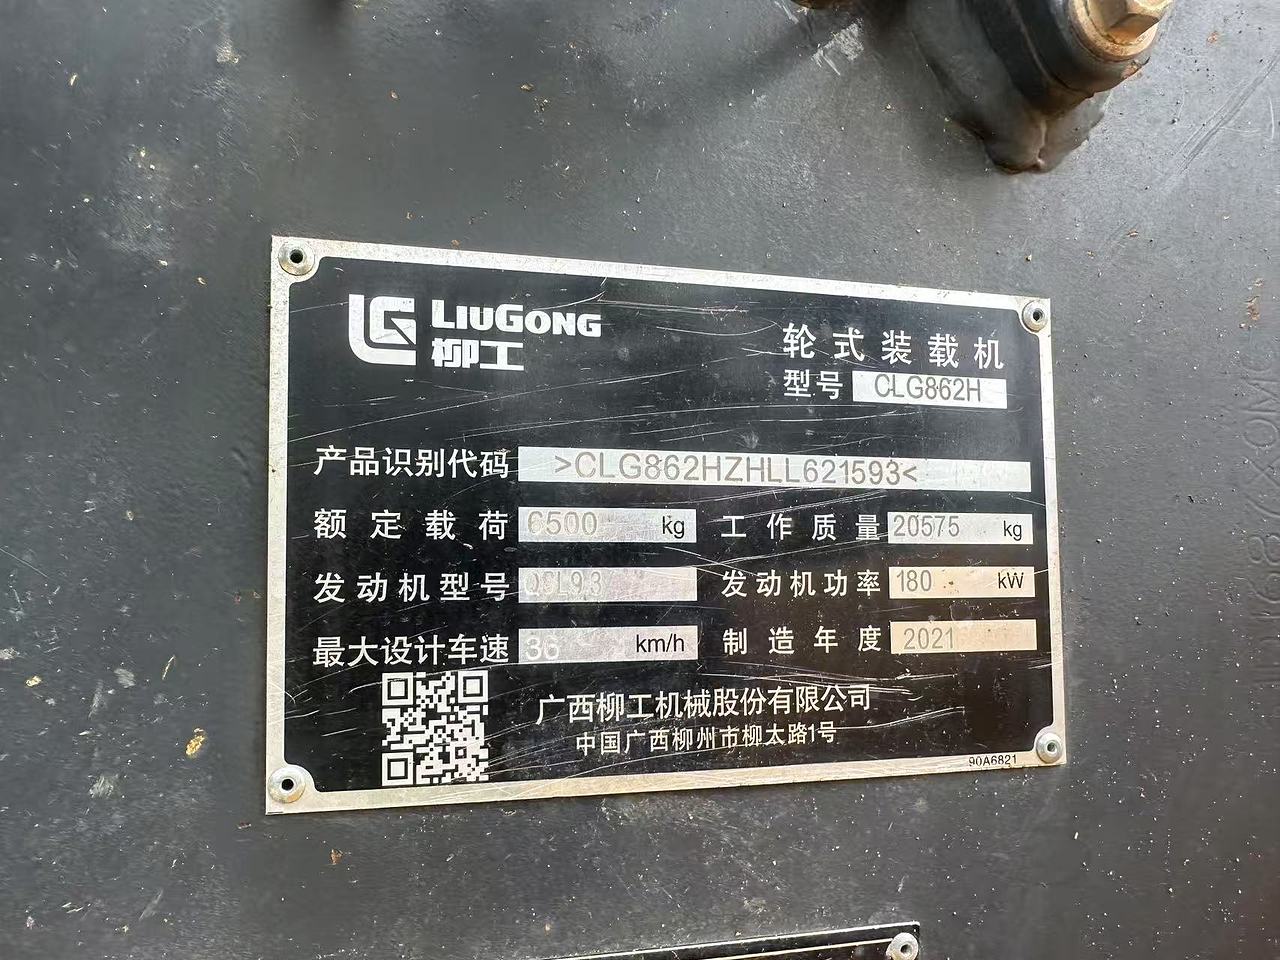 LIUGONG
柳工
轮式装载机
型号 CLG862H
产品识别代码 >CLG862HZHLL621593<
额定载荷 6500 kg 工作质量 20575 kg
发动机型号 QSL9.3 发动机功率 180 kW
最大设计车速 36 km/h 制造年度 2021
广西柳工机械股份有限公司
中国广西柳州市柳太路1号
90A6821